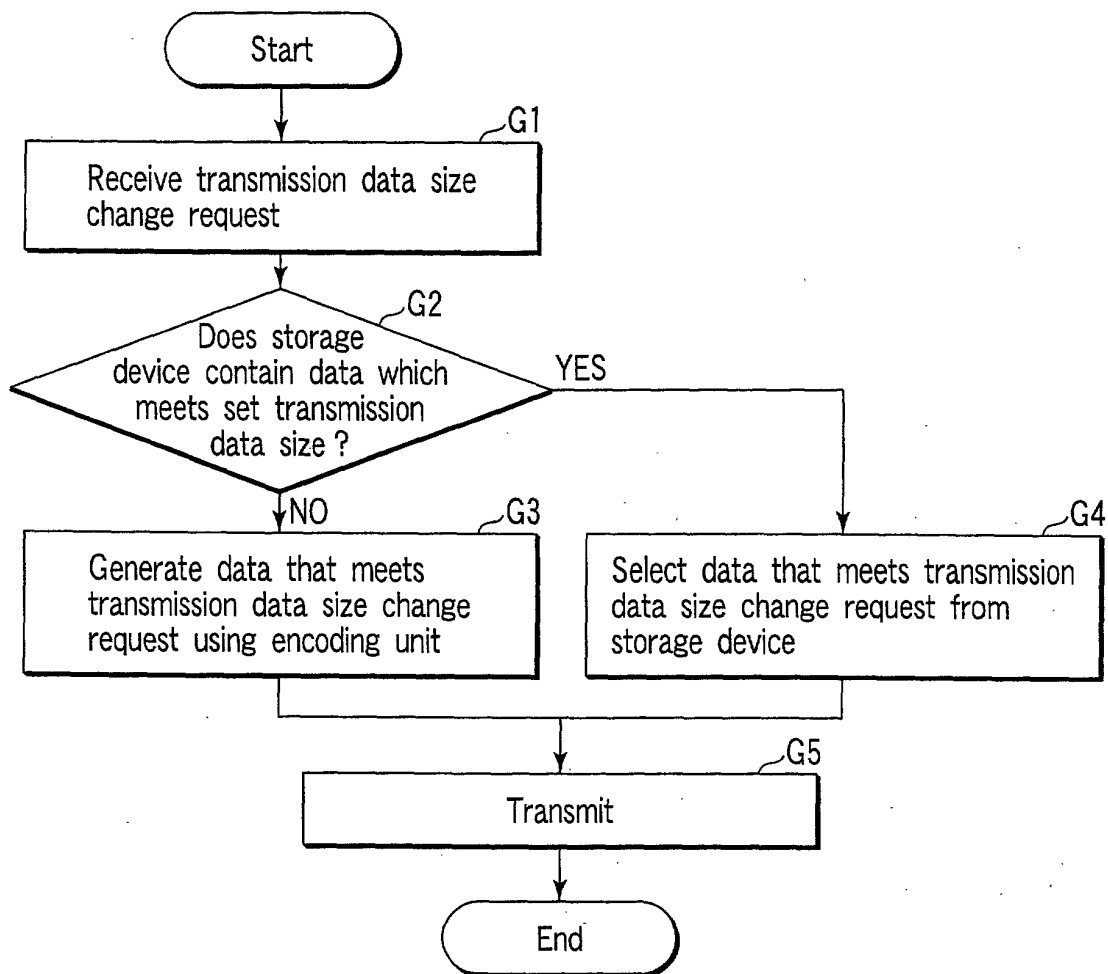 Start
G1
Receive transmission data size
change request
G2
Does storage
device contain data which
meets set transmission
data size ?
YES
NO
G3
Generate data that meets
transmission data size change
request using encoding unit
G4
Select data that meets transmission
data size change request from
storage device
G5
Transmit
End